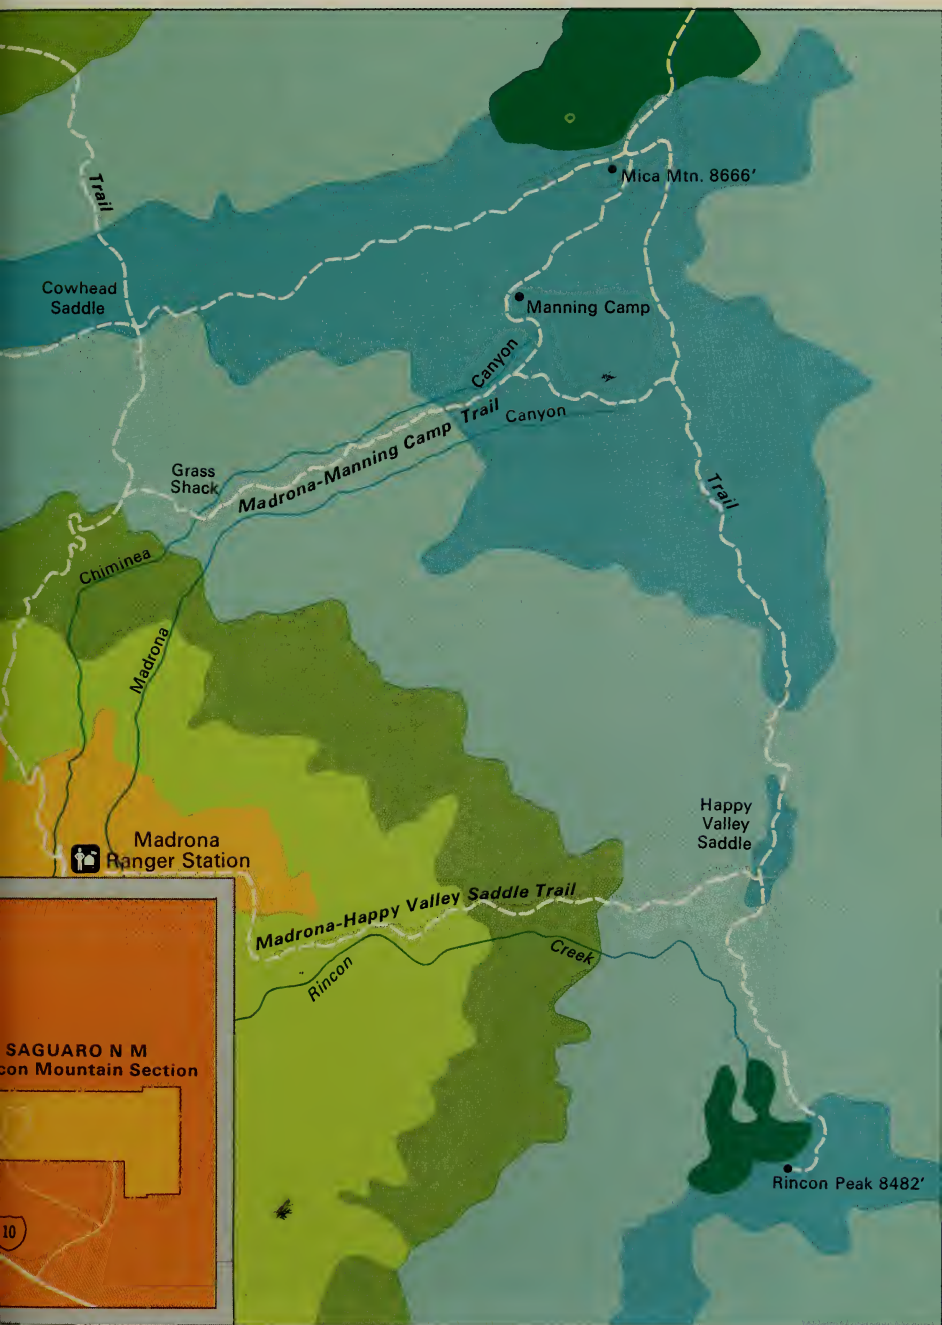 Trail
Mica Mtn. 8666′
Cowhead
Saddle
Manning Camp
Canyon
Madrona-Manning Camp Trail
Canyon
Grass
Shack
Trail
Chiminea
Madrona
Happy
Valley
Saddle
Madrona
Ranger Station
Madrona-Happy Valley Saddle Trail
Creek
Rincon
SAGUARO N M
con Mountain Section
10
Rincon Peak 8482′